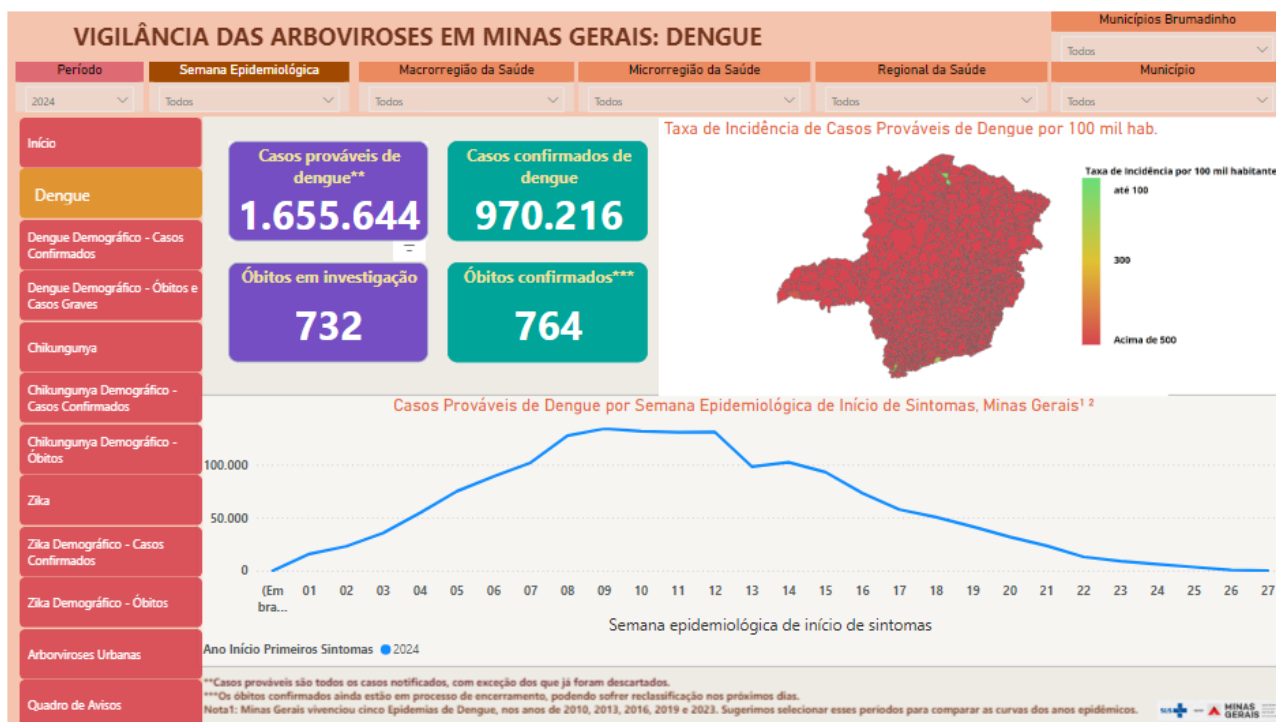 VIGILÂNCIA DAS ARBOVIROSES EM MINAS GERAIS: DENGUE
Municípios Brumadinho
Todos
Período
2024
Semana Epidemiológica
Todos
Macrorregião da Saúde
Todos
Microrregião da Saúde
Todos
Regional da Saúde
Todos
Município
Todos
Início
Dengue
Dengue Demográfico - Casos
Confirmados
Dengue Demográfico - Óbitos e
Casos Graves
Chikungunya
Chikungunya Demográfico -
Casos Confirmados
Chikungunya Demográfico -
Óbitos
Zika
Zika Demográfico - Casos
Confirmados
Zika Demográfico - Óbitos
Arborviroses Urbanas
Quadro de Avisos
Casos prováveis de
dengue**
1.655.644
Casos confirmados de
dengue
970.216
Óbitos em investigação
732
Óbitos confirmados***
764
Taxa de Incidência de Casos Prováveis de Dengue por 100 mil hab.
Taxa de Incidência por 100 mil habitante
até 100
300
Acima de 500
Casos Prováveis de Dengue por Semana Epidemiológica de Início de Sintomas, Minas Gerais¹ ²
100.000
50.000
0
(Em
bra...
01 02 03 04 05 06 07 08 09 10 11 12 13 14 15 16 17 18 19 20 21 22 23 24 25 26 27
Semana epidemiológica de início de sintomas
Ano Início Primeiros Sintomas 2024
**Casos prováveis são todos os casos notificados, com exceção dos que já foram descartados.
***Os óbitos confirmados ainda estão em processo de encerramento, podendo sofrer reclassificação nos próximos dias.
Nota1: Minas Gerais vivenciou cinco Epidemias de Dengue, nos anos de 2010, 2013, 2016, 2019 e 2023. Sugerimos selecionar esses períodos para comparar as curvas dos anos epidêmicos.
SUS
MINAS
GERAIS